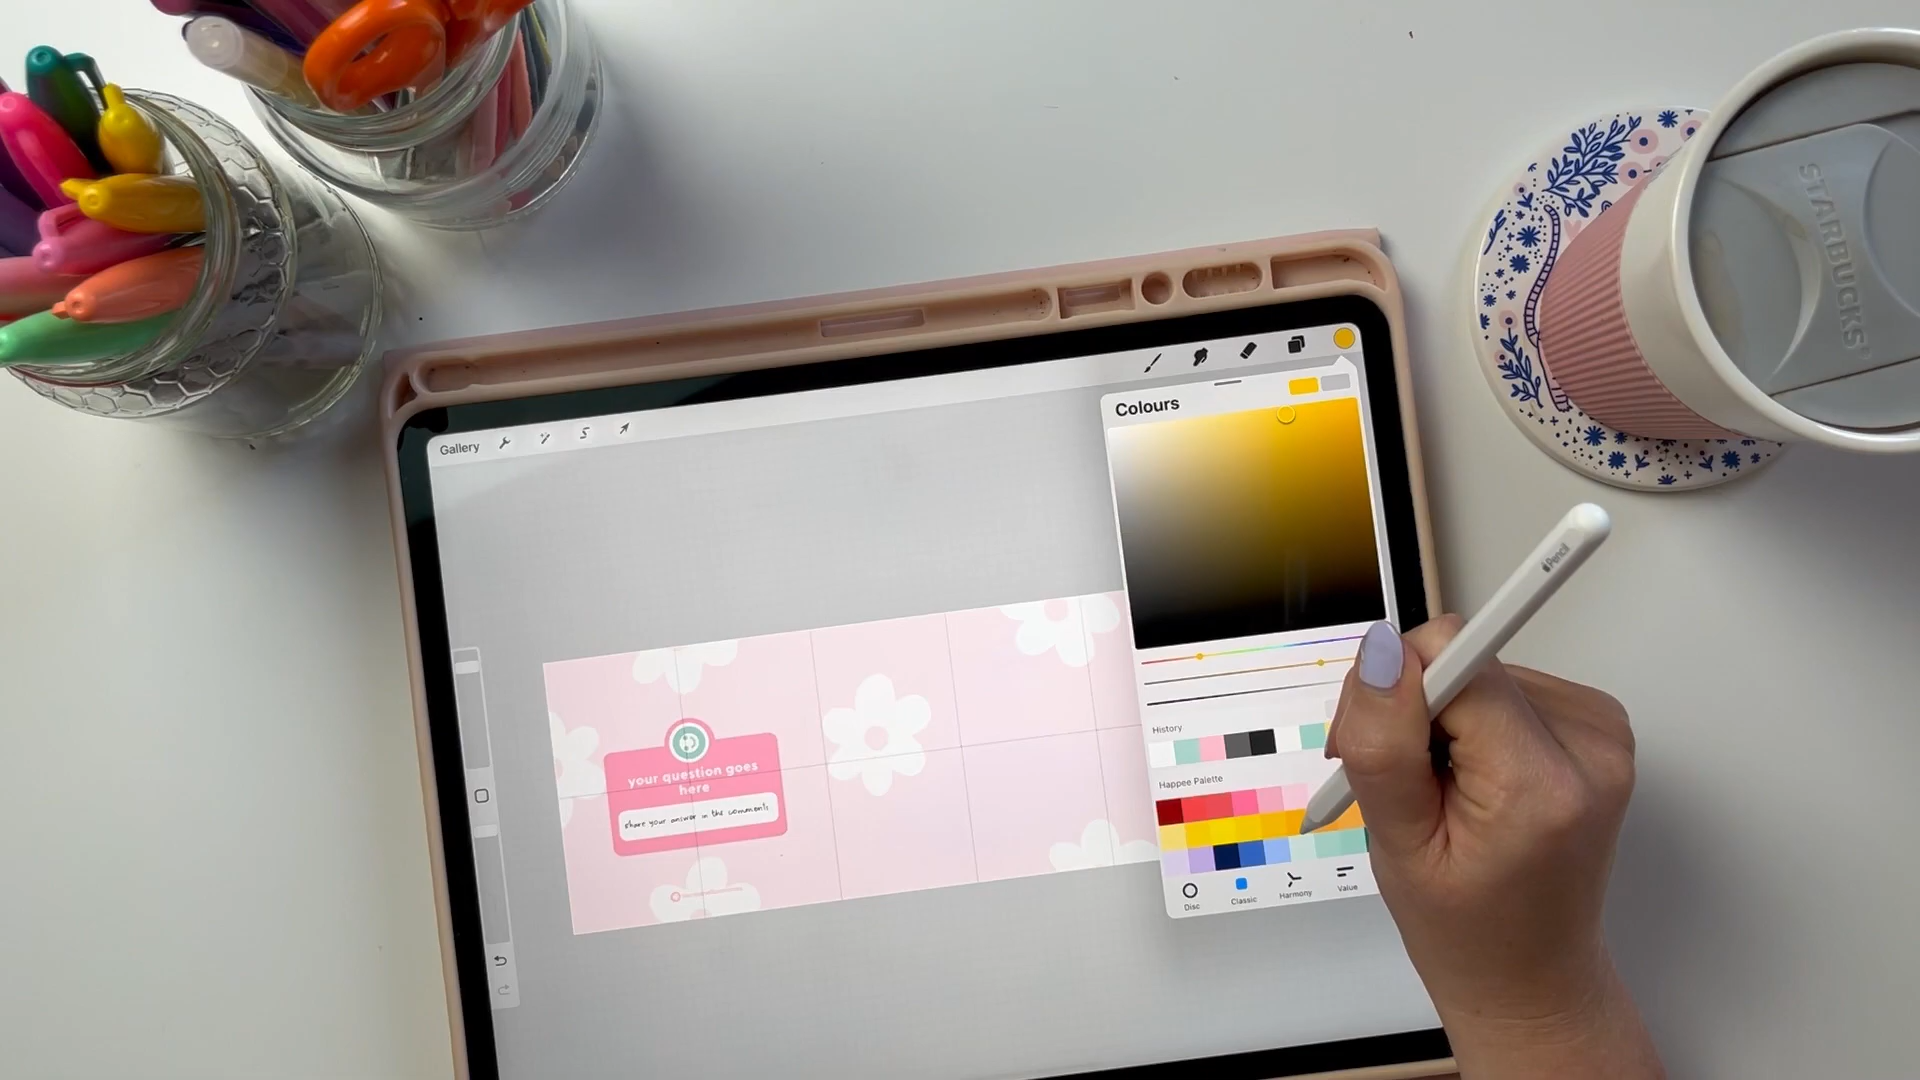 STARBUCKS
Pencil
Gallery
Colours
your question goes
here
share your answer in the comments
History
Happee Palette
Disc
Classic
Harmony
Value